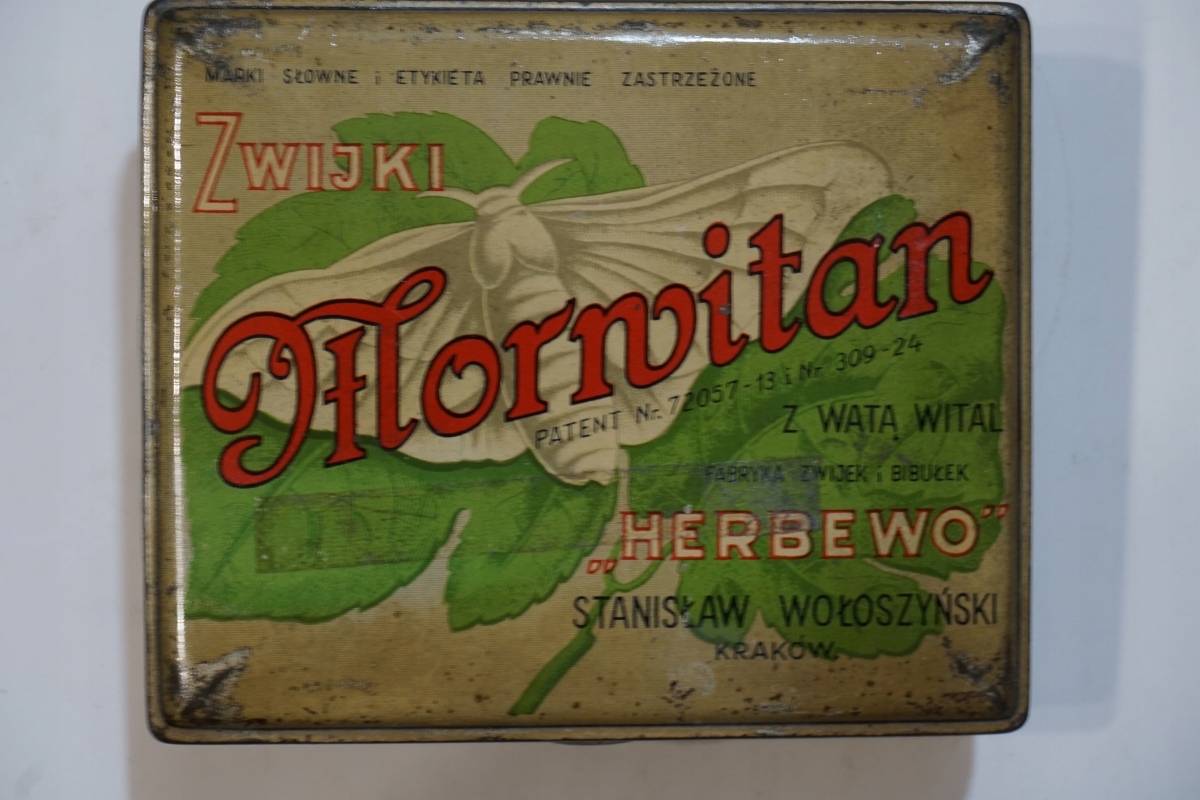 MARKI SŁOWNE i ETYKIETA PRAWNIE ZASTRZEŻONE
ZWIJKI
Morwitan
PATENT Nr. 72057-13 i Nr. 309-24
Z WATĄ WITAL
FABRYKA ZWIJEK i BIBUŁEK
„HERBEWO”
STANISŁAW WOŁOSZYŃSKI
KRAKÓW.